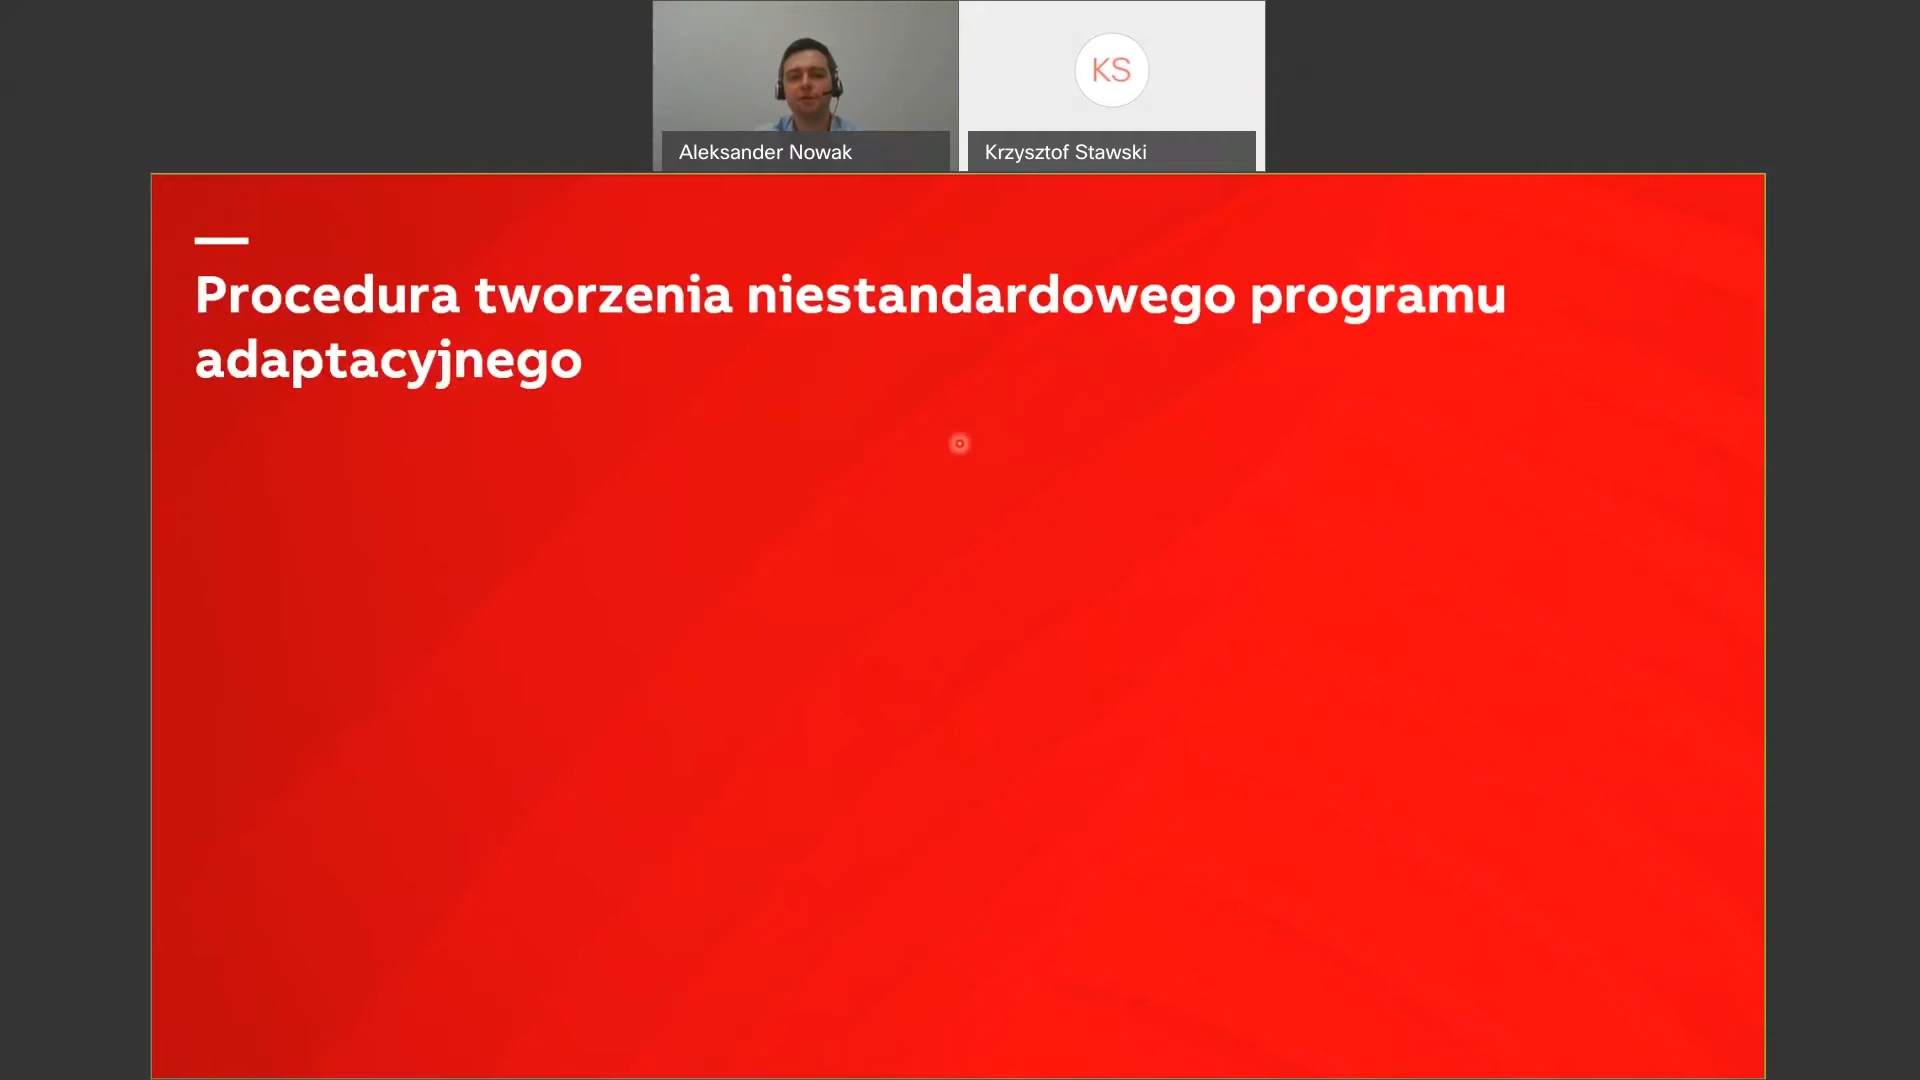 KS
Aleksander Nowak
Krzysztof Stawski
Procedura tworzenia niestandardowego programu
adaptacyjnego